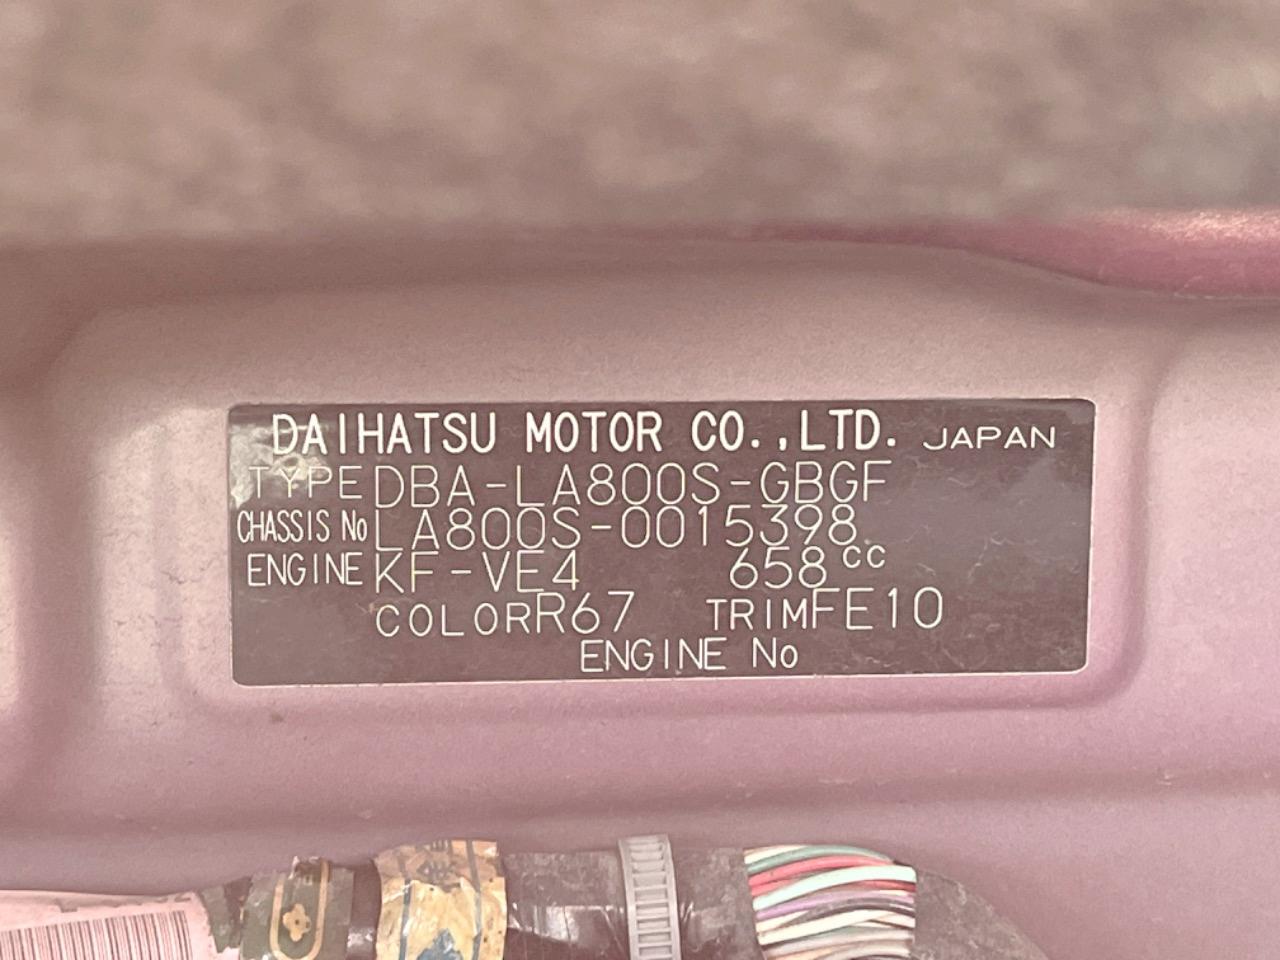 DAIHATSU MOTOR CO.,LTD. JAPAN
TYPE DBA-LA800S-GBGF
CHASSIS No LA800S-0015398
ENGINE KF-VE4 658cc
COLOR R67 TRIM FE10
ENGINE No